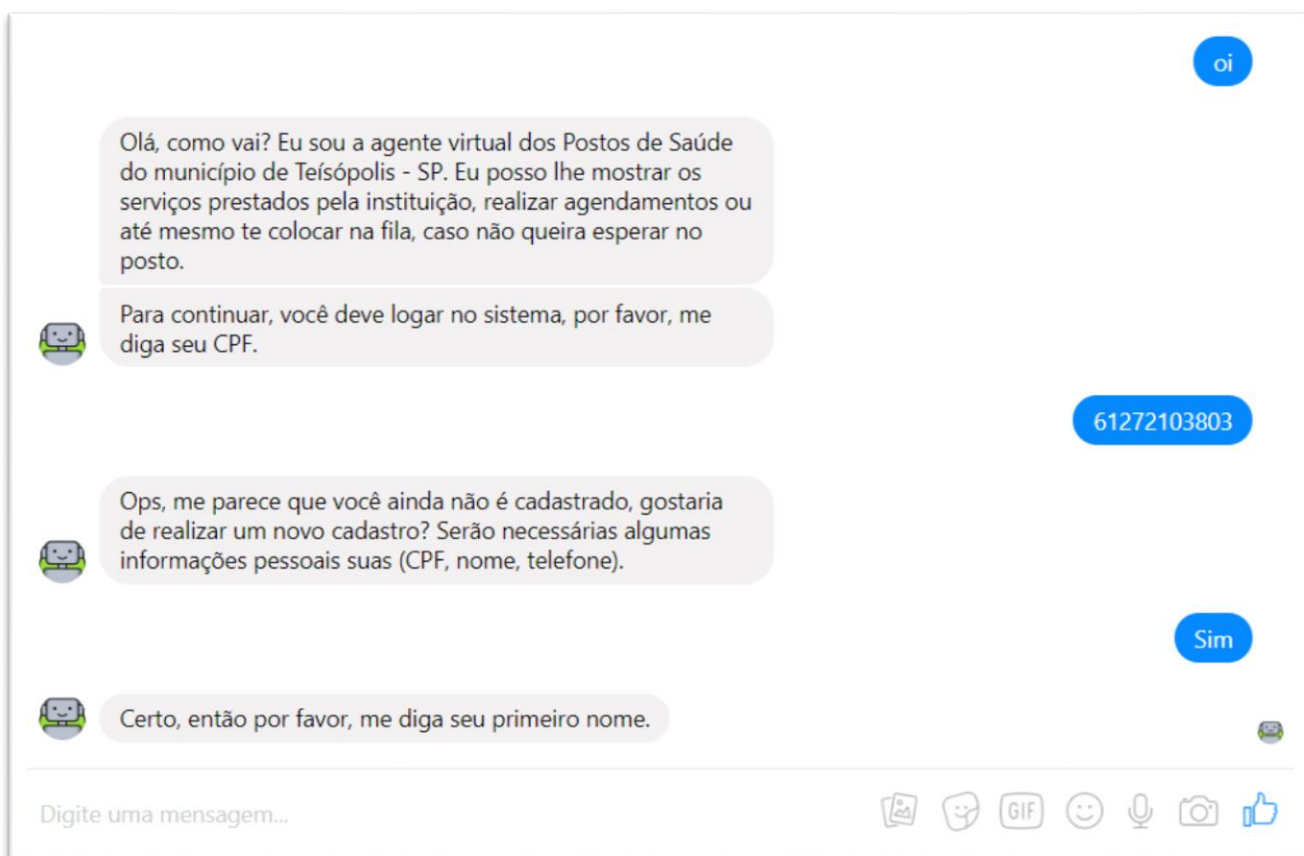 oi
Olá, como vai? Eu sou a agente virtual dos Postos de Saúde
do município de Teísópolis - SP. Eu posso lhe mostrar os
serviços prestados pela instituição, realizar agendamentos ou
até mesmo te colocar na fila, caso não queira esperar no
posto.
Para continuar, você deve logar no sistema, por favor, me
diga seu CPF.
61272103803
Ops, me parece que você ainda não é cadastrado, gostaria
de realizar um novo cadastro? Serão necessárias algumas
informações pessoais suas (CPF, nome, telefone).
Sim
Certo, então por favor, me diga seu primeiro nome.
Digite uma mensagem...
GIF